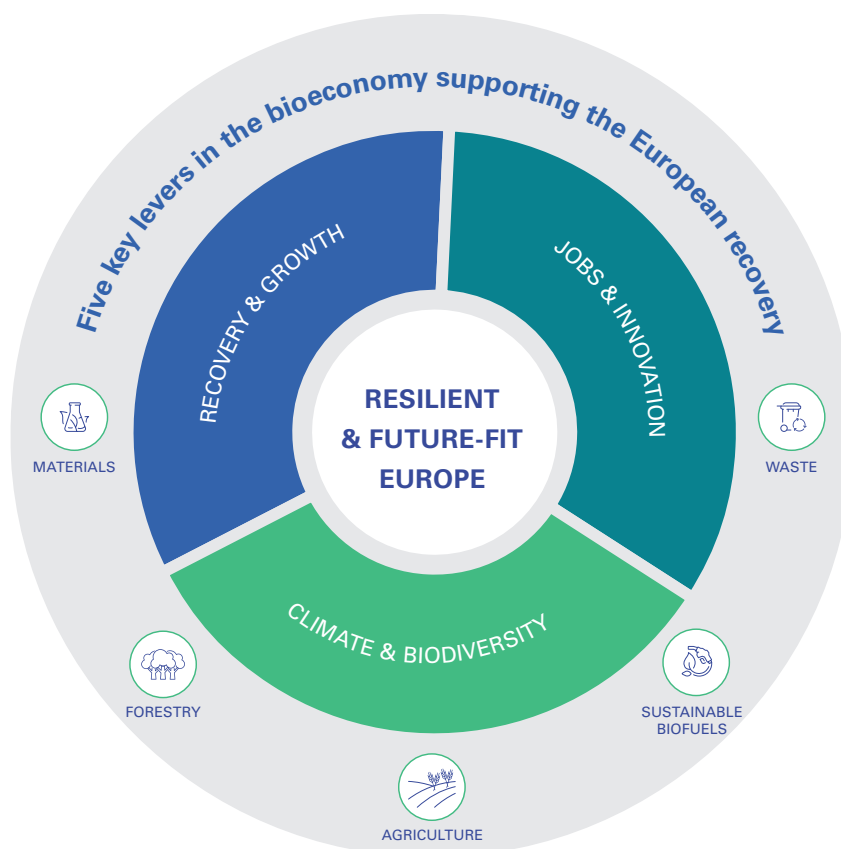 Five key levers in the bioeconomy supporting the European recovery
RECOVERY & GROWTH
JOBS & INNOVATION
RESILIENT
& FUTURE-FIT
EUROPE
CLIMATE & BIODIVERSITY
MATERIALS
WASTE
FORESTRY
SUSTAINABLE
BIOFUELS
AGRICULTURE